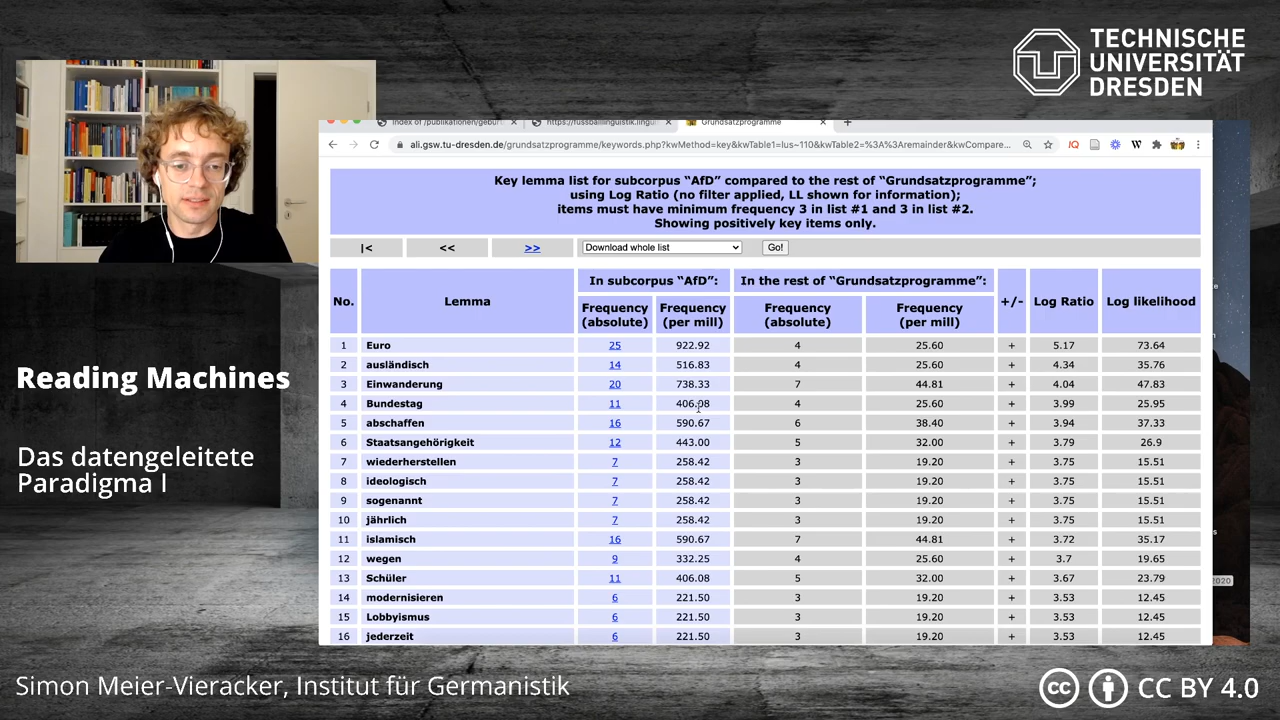 TECHNISCHE
UNIVERSITÄT
DRESDEN
Index of /publikationen/geburt
https://fussballlinguistik.lingui
Grundsatzprogramme
ali.gsw.tu-dresden.de/grundsatzprogramme/keywords.php?kwMethod=key&kwTable1=lus~110&kwTable2=%3A%3Aremainder&kwCompare...
Key lemma list for subcorpus “AfD” compared to the rest of “Grundsatzprogramme”;
using Log Ratio (no filter applied, LL shown for information);
items must have minimum frequency 3 in list #1 and 3 in list #2.
Showing positively key items only.
|< << >> Download whole list Go!
No. Lemma In subcorpus “AfD”: In the rest of “Grundsatzprogramme”: +/- Log Ratio Log likelihood
Frequency (absolute) Frequency (per mill) Frequency (absolute) Frequency (per mill)
1 Euro 25 922.92 4 25.60 + 5.17 73.64
2 ausländisch 14 516.83 4 25.60 + 4.34 35.76
3 Einwanderung 20 738.33 7 44.81 + 4.04 47.83
4 Bundestag 11 406.08 4 25.60 + 3.99 25.95
5 abschaffen 16 590.67 6 38.40 + 3.94 37.33
6 Staatsangehörigkeit 12 443.00 5 32.00 + 3.79 26.9
7 wiederherstellen 7 258.42 3 19.20 + 3.75 15.51
8 ideologisch 7 258.42 3 19.20 + 3.75 15.51
9 sogenannt 7 258.42 3 19.20 + 3.75 15.51
10 jährlich 7 258.42 3 19.20 + 3.75 15.51
11 islamisch 16 590.67 7 44.81 + 3.72 35.17
12 wegen 9 332.25 4 25.60 + 3.7 19.65
13 Schüler 11 406.08 5 32.00 + 3.67 23.79
14 modernisieren 6 221.50 3 19.20 + 3.53 12.45
15 Lobbyismus 6 221.50 3 19.20 + 3.53 12.45
16 jederzeit 6 221.50 3 19.20 + 3.53 12.45
2020
Reading Machines
Das datengeleitete
Paradigma I
Simon Meier-Vieracker, Institut für Germanistik
cc CC BY 4.0